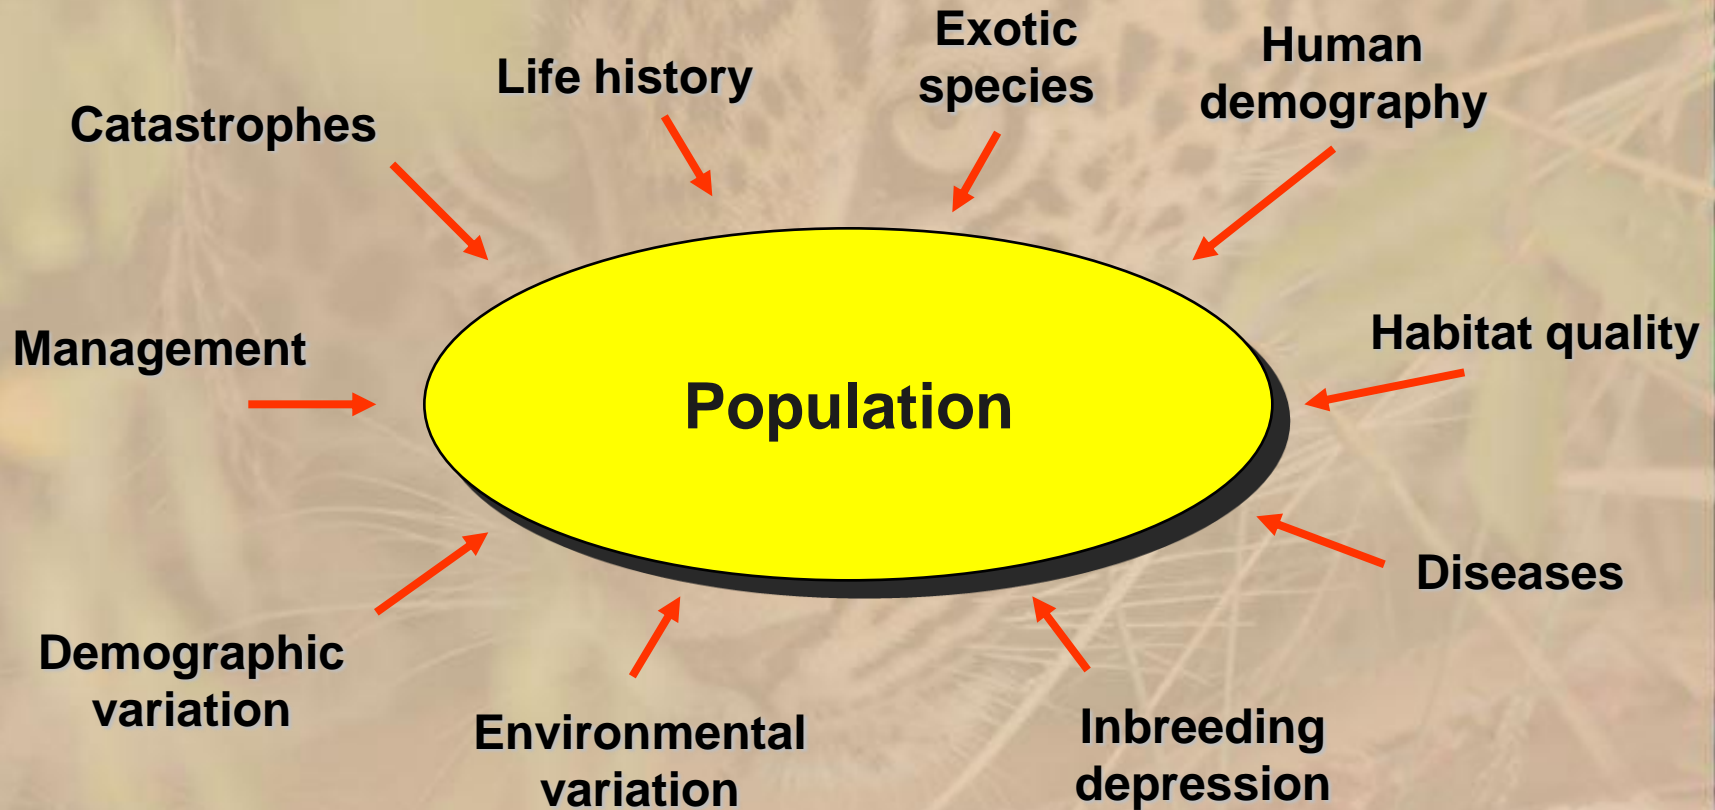 Exotic
species
Human
demography
Life history
Catastrophes
Management
Habitat quality
Population
Diseases
Demographic
variation
Environmental
variation
Inbreeding
depression